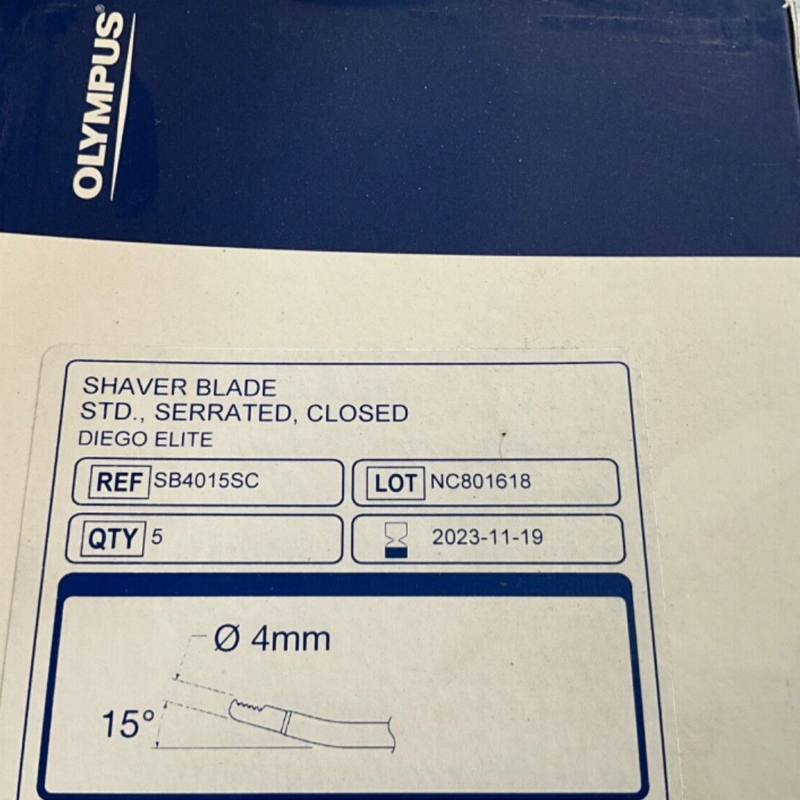 OLYMPUS®
SHAVER BLADE
STD., SERRATED, CLOSED
DIEGO ELITE
REF SB4015SC
LOT NC801618
QTY 5
2023-11-19
Ø 4mm
15°